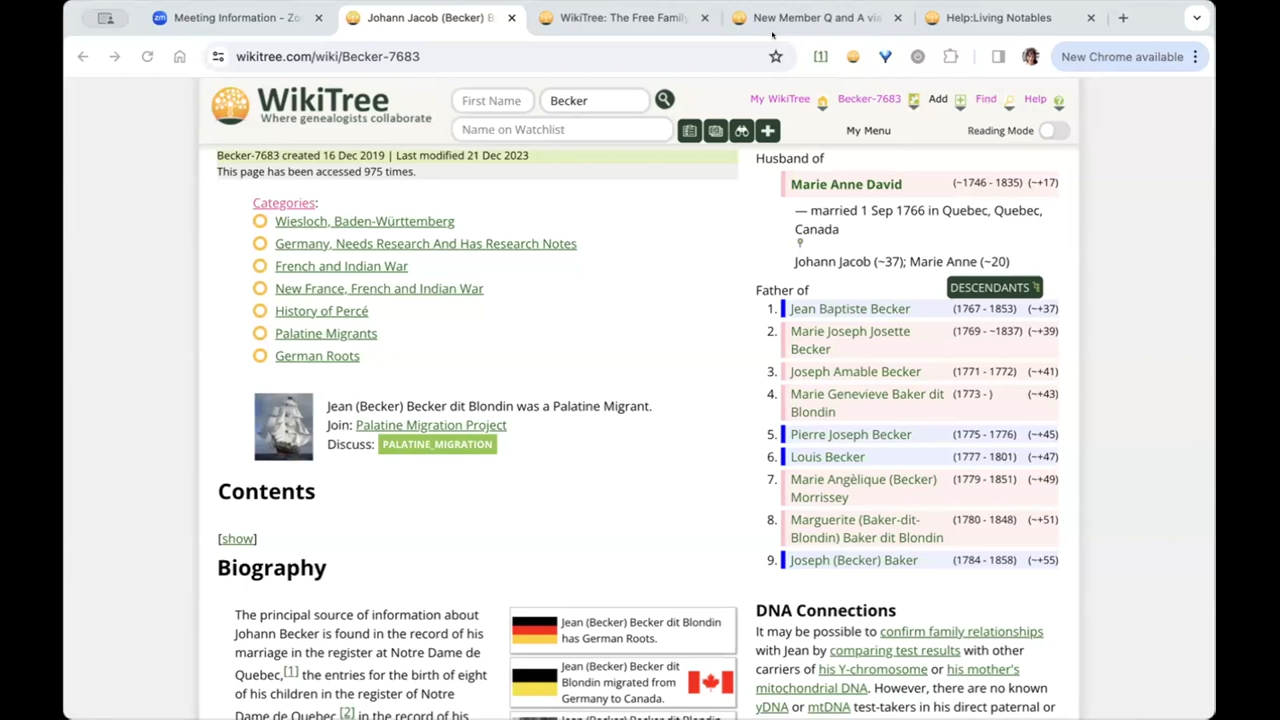 Meeting Information - Zo
Johann Jacob (Becker) B
WikiTree: The Free Family
New Member Q and A via
Help:Living Notables
wikitree.com/wiki/Becker-7683
[1]
New Chrome available
WikiTree
Where genealogists collaborate
First Name
Becker
Name on Watchlist
My WikiTree
Becker-7683
Add
Find
Help
My Menu
Reading Mode
Becker-7683 created 16 Dec 2019 | Last modified 21 Dec 2023
This page has been accessed 975 times.
Categories:
Wiesloch, Baden-Württemberg
Germany, Needs Research And Has Research Notes
French and Indian War
New France, French and Indian War
History of Percé
Palatine Migrants
German Roots
Jean (Becker) Becker dit Blondin was a Palatine Migrant.
Join: Palatine Migration Project
Discuss: PALATINE_MIGRATION
Contents
[show]
Biography
The principal source of information about
Johann Becker is found in the record of his
marriage in the register at Notre Dame de
Quebec,[1] the entries for the birth of eight
of his children in the register of Notre
Dame de Quebec [2] in the record of his
Jean (Becker) Becker dit Blondin
has German Roots.
Jean (Becker) Becker dit
Blondin migrated from
Germany to Canada.
Husband of
Marie Anne David (~1746 - 1835) (~+17)
— married 1 Sep 1766 in Quebec, Quebec,
Canada
Johann Jacob (~37); Marie Anne (~20)
Father of
DESCENDANTS
1. Jean Baptiste Becker (1767 - 1853) (~+37)
2. Marie Joseph Josette (1769 - ~1837) (~+39)
Becker
3. Joseph Amable Becker (1771 - 1772) (~+41)
4. Marie Genevieve Baker dit (1773 - ) (~+43)
Blondin
5. Pierre Joseph Becker (1775 - 1776) (~+45)
6. Louis Becker (1777 - 1801) (~+47)
7. Marie Angèlique (Becker) (1779 - 1851) (~+49)
Morrissey
8. Marguerite (Baker-dit- (1780 - 1848) (~+51)
Blondin) Baker dit Blondin
9. Joseph (Becker) Baker (1784 - 1858) (~+55)
DNA Connections
It may be possible to confirm family relationships
with Jean by comparing test results with other
carriers of his Y-chromosome or his mother's
mitochondrial DNA. However, there are no known
yDNA or mtDNA test-takers in his direct paternal or